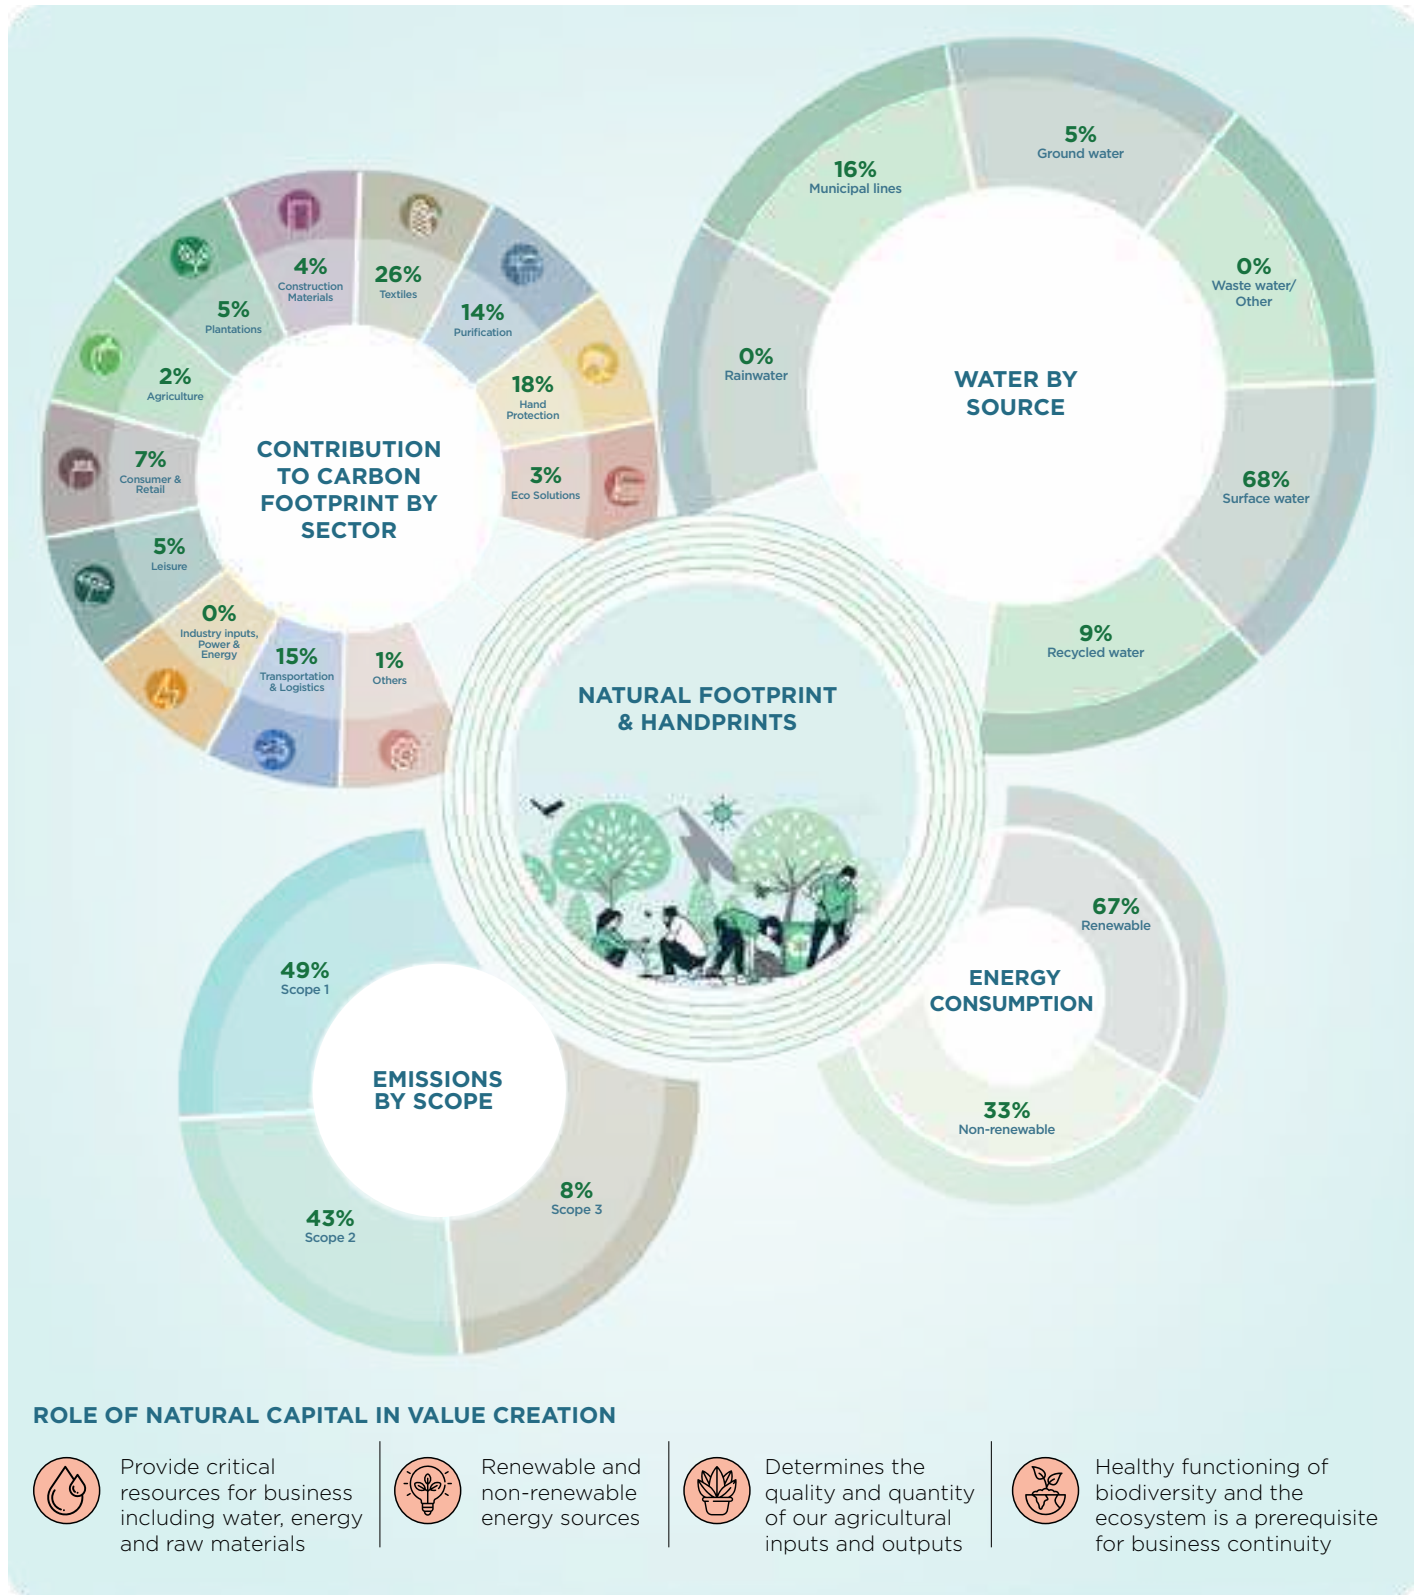 CONTRIBUTION
TO CARBON
FOOTPRINT BY
SECTOR
4%
Construction
Materials
26%
Textiles
14%
Purification
18%
Hand
Protection
3%
Eco Solutions
5%
Plantations
2%
Agriculture
7%
Consumer &
Retail
5%
Leisure
0%
Industry inputs,
Power &
Energy
15%
Transportation
& Logistics
1%
Others
WATER BY
SOURCE
16%
Municipal lines
5%
Ground water
0%
Waste water/
Other
68%
Surface water
9%
Recycled water
0%
Rainwater
NATURAL FOOTPRINT
& HANDPRINTS
EMISSIONS
BY SCOPE
49%
Scope 1
43%
Scope 2
8%
Scope 3
ENERGY
CONSUMPTION
67%
Renewable
33%
Non-renewable
ROLE OF NATURAL CAPITAL IN VALUE CREATION
Provide critical
resources for business
including water, energy
and raw materials
Renewable and
non-renewable
energy sources
Determines the
quality and quantity
of our agricultural
inputs and outputs
Healthy functioning of
biodiversity and the
ecosystem is a prerequisite
for business continuity